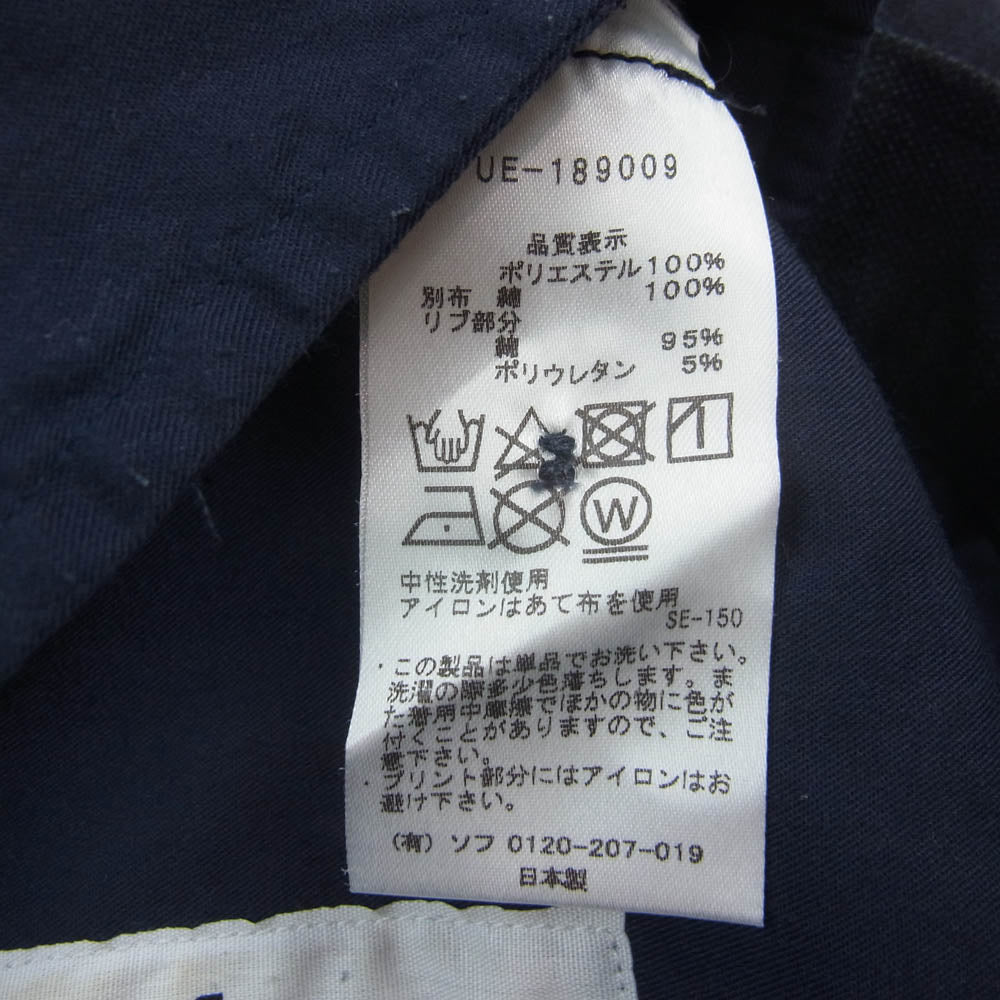 UE-189009
品質表示
ポリエステル100%
別布 綿 100%
リブ部分
綿 95%
ポリウレタン 5%
W
中性洗剤使用
アイロンはあて布を使用
SE-150
・この製品は単品でお洗い下さい。
洗濯の際多少色落ちします。ま
た着用中摩擦でほかの物に色が
付くことがありますので、ご注
意下さい。
・プリント部分にはアイロンはお
避け下さい。
(有) ソフ 0120-207-019
日本製